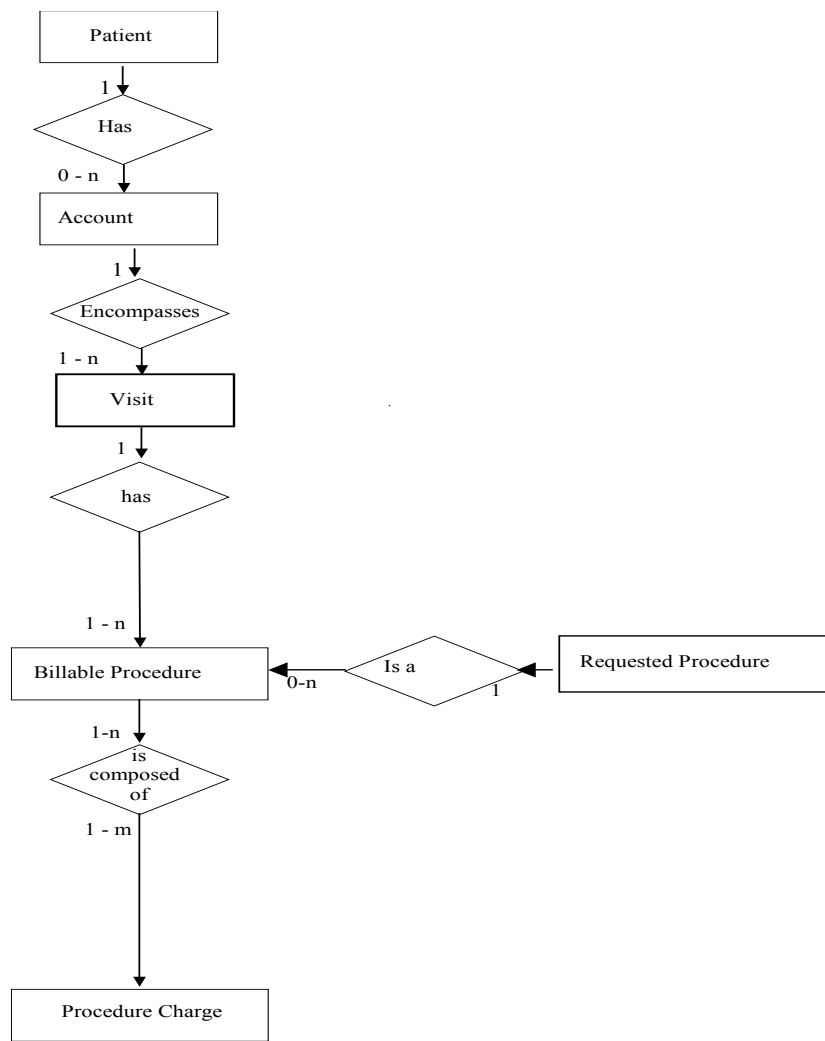 Patient
1
Has
0 - n
Account
1
Encompasses
1 - n
Visit
1
has
1 - n
Billable Procedure
0-n
Is a
1
Requested Procedure
1-n
is
composed
of
1 - m
Procedure Charge